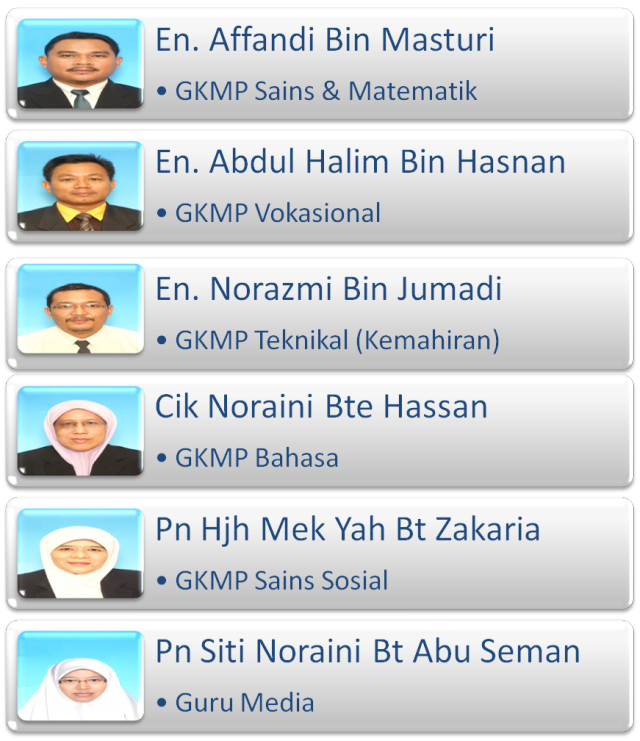 En. Affandi Bin Masturi
• GKMP Sains & Matematik
En. Abdul Halim Bin Hasnan
• GKMP Vokasional
En. Norazmi Bin Jumadi
• GKMP Teknikal (Kemahiran)
Cik Noraini Bte Hassan
• GKMP Bahasa
Pn Hjh Mek Yah Bt Zakaria
• GKMP Sains Sosial
Pn Siti Noraini Bt Abu Seman
• Guru Media